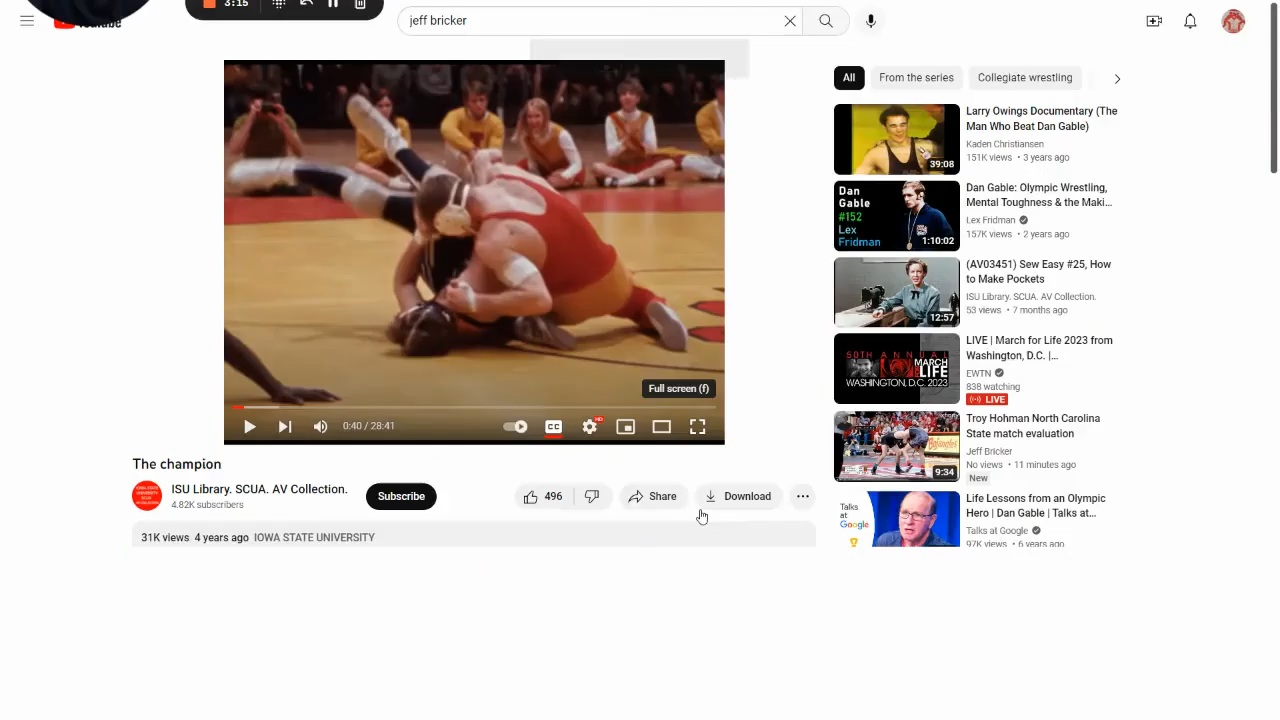 3:15
jeff bricker
All
From the series
Collegiate wrestling
Full screen (f)
0:40 / 28:41
CC
HD
The champion
ISU Library. SCUA. AV Collection.
4.82K subscribers
Subscribe
496
Share
Download
31K views 4 years ago IOWA STATE UNIVERSITY
39:08
Larry Owings Documentary (The
Man Who Beat Dan Gable)
Kaden Christiansen
151K views • 3 years ago
Dan
Gable
#152
Lex
Fridman
1:10:02
Dan Gable: Olympic Wrestling,
Mental Toughness & the Maki...
Lex Fridman
157K views • 2 years ago
12:57
(AV03451) Sew Easy #25, How
to Make Pockets
ISU Library. SCUA. AV Collection.
53 views • 7 months ago
50TH ANNUAL
MARCH
LIFE
WASHINGTON, D.C. 2023
LIVE | March for Life 2023 from
Washington, D.C. |...
EWTN
838 watching
LIVE
9:34
Troy Hohman North Carolina
State match evaluation
Jeff Bricker
No views • 11 minutes ago
New
Talks
at
Google
Life Lessons from an Olympic
Hero | Dan Gable | Talks at...
Talks at Google
97K views • 6 years ago